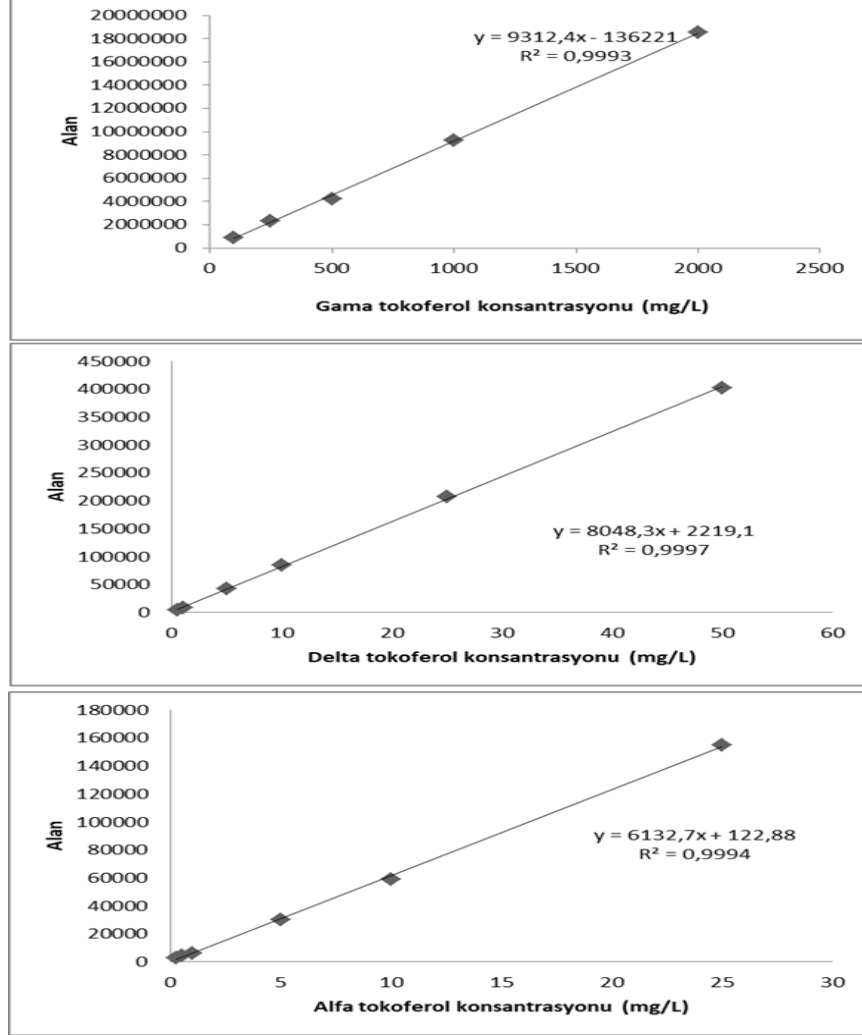 20000000
18000000
16000000
14000000
12000000
10000000
8000000
6000000
4000000
2000000
0
Alan
y = 9312,4x - 136221
R² = 0,9993
0 500 1000 1500 2000 2500
Gama tokoferol konsantrasyonu (mg/L)
450000
400000
350000
300000
250000
200000
150000
100000
50000
0
Alan
y = 8048,3x + 2219,1
R² = 0,9997
0 10 20 30 40 50 60
Delta tokoferol konsantrasyonu (mg/L)
180000
160000
140000
120000
100000
80000
60000
40000
20000
0
Alan
y = 6132,7x + 122,88
R² = 0,9994
0 5 10 15 20 25 30
Alfa tokoferol konsantrasyonu (mg/L)